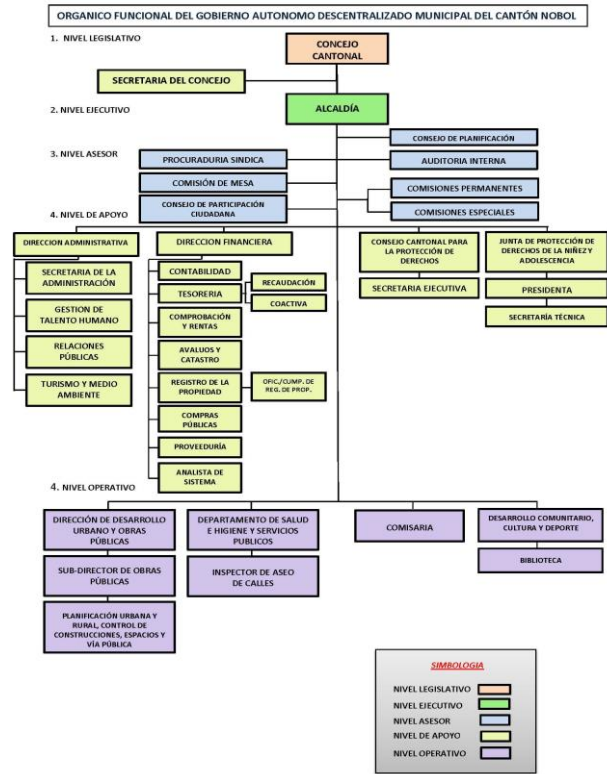 ORGANICO FUNCIONAL DEL GOBIERNO AUTONOMO DESCENTRALIZADO MUNICIPAL DEL CANTÓN NOBOL
1. NIVEL LEGISLATIVO
CONCEJO
CANTONAL
SECRETARIA DEL CONCEJO
2. NIVEL EJECUTIVO
ALCALDÍA
CONSEJO DE PLANIFICACIÓN
3. NIVEL ASESOR
PROCURADURIA SINDICA
AUDITORIA INTERNA
COMISIÓN DE MESA
COMISIONES PERMANENTES
CONSEJO DE PARTICIPACIÓN
CIUDADANA
COMISIONES ESPECIALES
4. NIVEL DE APOYO
DIRECCION ADMINISTRATIVA
SECRETARIA DE LA
ADMINISTRACIÓN
GESTION DE
TALENTO HUMANO
RELACIONES
PÚBLICAS
TURISMO Y MEDIO
AMBIENTE
DIRECCION FINANCIERA
CONTABILIDAD
TESORERIA
RECAUDACIÓN
COACTIVA
COMPROBACIÓN
Y RENTAS
AVALUOS Y
CATASTRO
REGISTRO DE LA
PROPIEDAD
OFIC./CUMP. DE
REG. DE PROP.
COMPRAS
PÚBLICAS
PROVEEDURÍA
ANALISTA DE
SISTEMA
CONSEJO CANTONAL PARA
LA PROTECCIÓN DE
DERECHOS
SECRETARIA EJECUTIVA
JUNTA DE PROTECCIÓN DE
DERECHOS DE LA NIÑEZ Y
ADOLESCENCIA
PRESIDENTA
SECRETARÍA TÉCNICA
4. NIVEL OPERATIVO
DIRECCIÓN DE DESARROLLO
URBANO Y OBRAS
PÚBLICAS
SUB-DIRECTOR DE OBRAS
PÚBLICAS
PLANIFICACIÓN URBANA Y
RURAL, CONTROL DE
CONSTRUCCIONES, ESPACIOS Y
VÍA PÚBLICA
DEPARTAMENTO DE SALUD
E HIGIENE Y SERVICIOS
PUBLICOS
INSPECTOR DE ASEO
DE CALLES
COMISARIA
DESARROLLO COMUNITARIO,
CULTURA Y DEPORTE
BIBLIOTECA
SIMBOLOGIA
NIVEL LEGISLATIVO
NIVEL EJECUTIVO
NIVEL ASESOR
NIVEL DE APOYO
NIVEL OPERATIVO